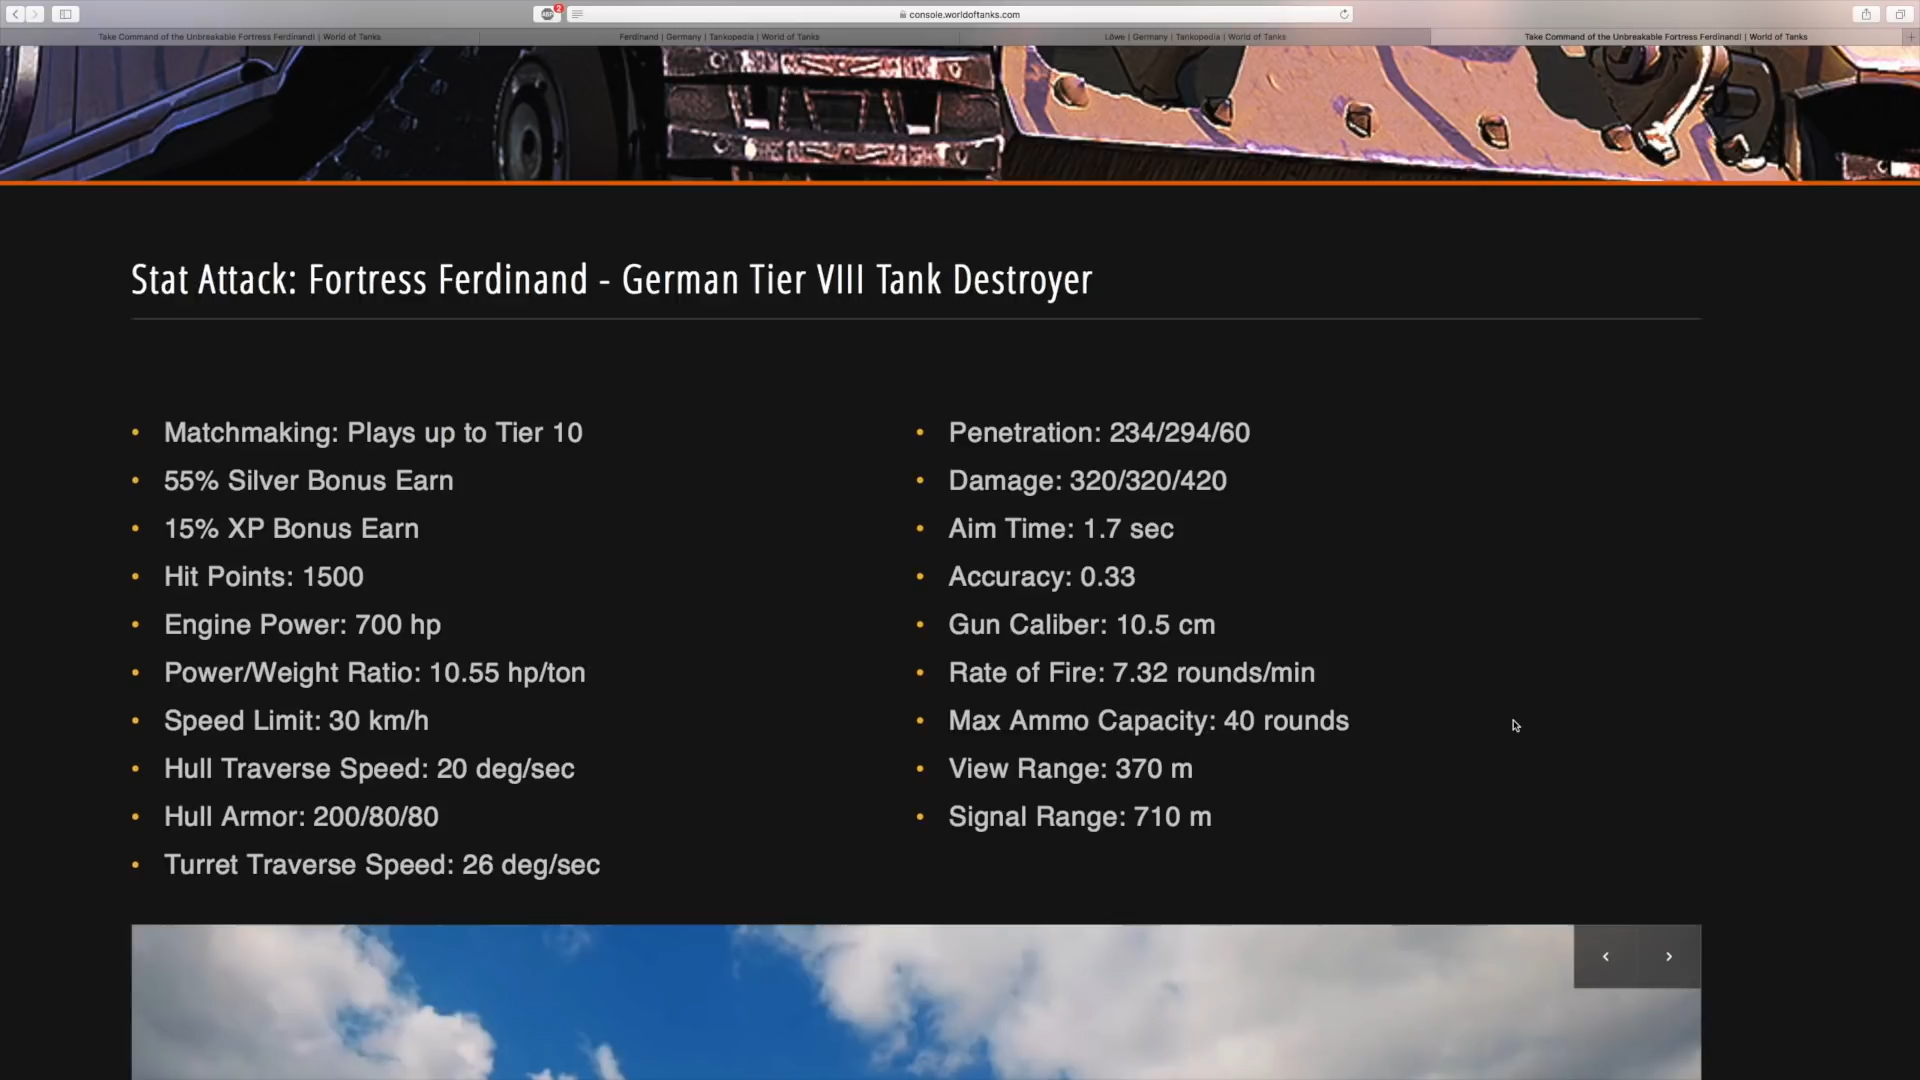 2
console.worldoftanks.com
Take Command of the Unbreakable Fortress Ferdinand! | World of Tanks
Ferdinand | Germany | Tankopedia | World of Tanks
Löwe | Germany | Tankopedia | World of Tanks
Take Command of the Unbreakable Fortress Ferdinand! | World of Tanks
Stat Attack: Fortress Ferdinand - German Tier VIII Tank Destroyer
Matchmaking: Plays up to Tier 10
55% Silver Bonus Earn
15% XP Bonus Earn
Hit Points: 1500
Engine Power: 700 hp
Power/Weight Ratio: 10.55 hp/ton
Speed Limit: 30 km/h
Hull Traverse Speed: 20 deg/sec
Hull Armor: 200/80/80
Turret Traverse Speed: 26 deg/sec
Penetration: 234/294/60
Damage: 320/320/420
Aim Time: 1.7 sec
Accuracy: 0.33
Gun Caliber: 10.5 cm
Rate of Fire: 7.32 rounds/min
Max Ammo Capacity: 40 rounds
View Range: 370 m
Signal Range: 710 m